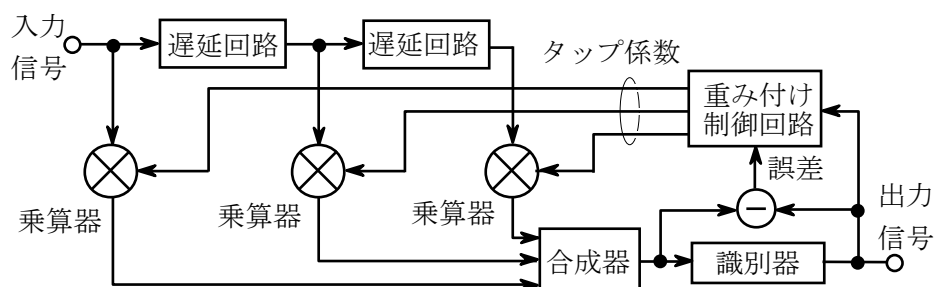 入力
信号
遅延回路
遅延回路
タップ係数
重み付け
制御回路
誤差
乗算器
乗算器
乗算器
出力
信号
合成器
識別器